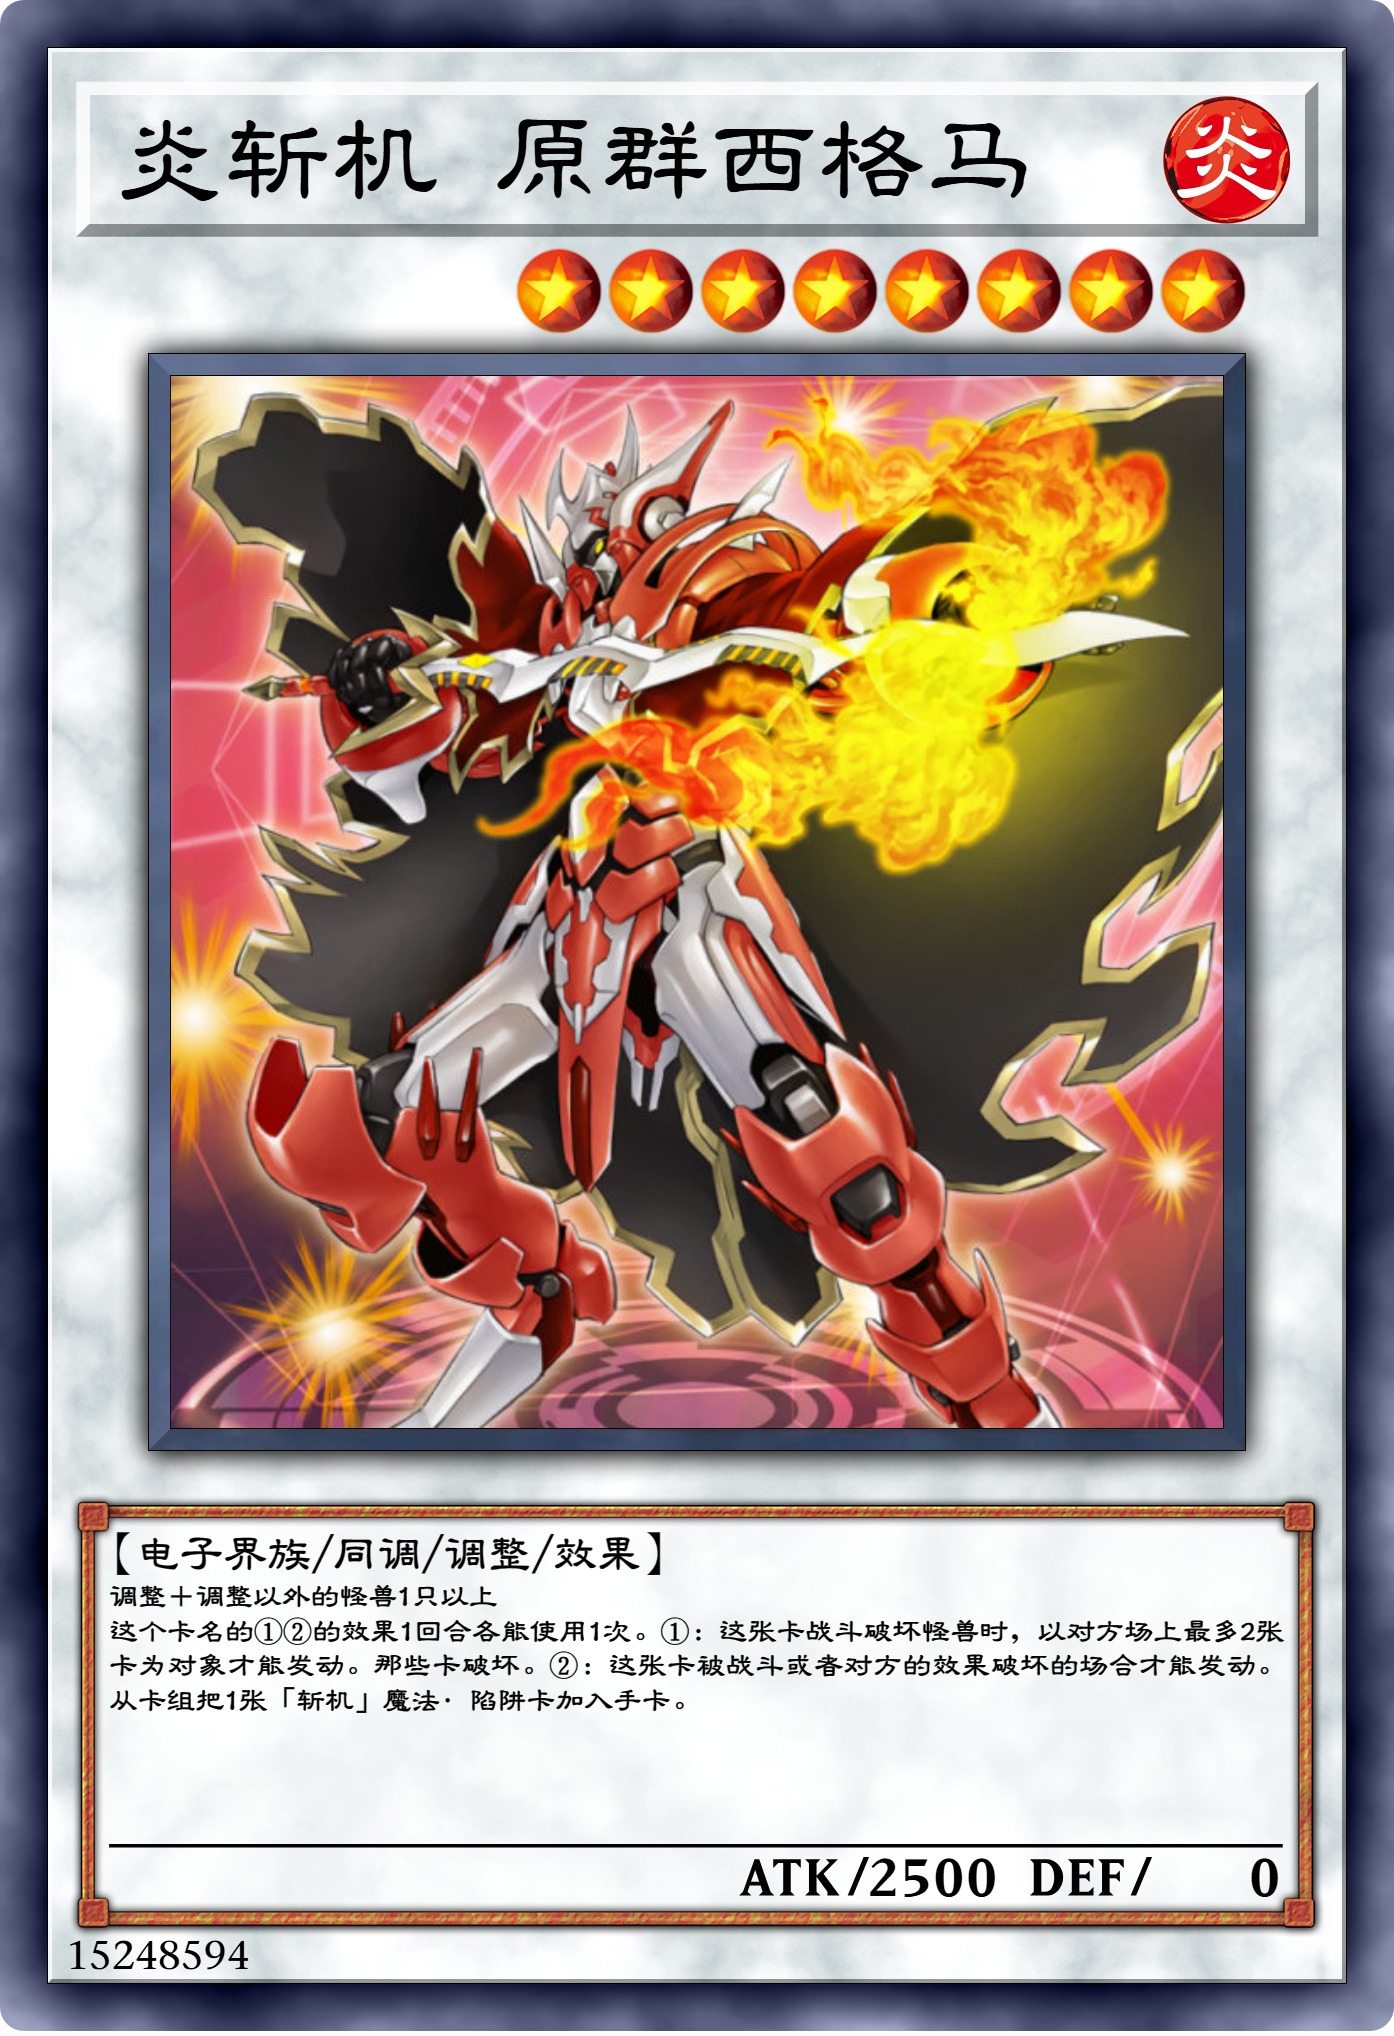 炎斩机 原群西格马
炎
【电子界族/同调/调整/效果】
调整＋调整以外的怪兽1只以上
这个卡名的①②的效果1回合各能使用1次。①：这张卡战斗破坏怪兽时，以对方场上最多2张
卡为对象才能发动。那些卡破坏。②：这张卡被战斗或者对方的效果破坏的场合才能发动。
从卡组把1张「斩机」魔法·陷阱卡加入手卡。
ATK/2500 DEF/ 0
15248594